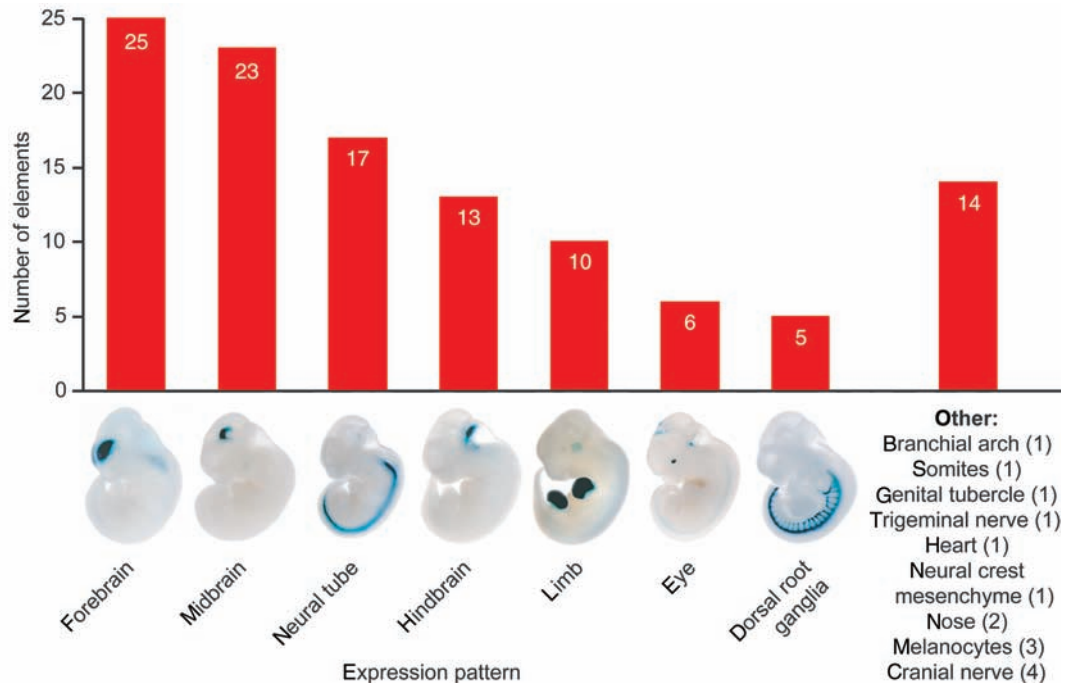 25
20
15
10
5
0
Number of elements
25
23
17
13
10
6
5
14
Forebrain
Midbrain
Neural tube
Hindbrain
Limb
Eye
Dorsal root
ganglia
Other:
Branchial arch (1)
Somites (1)
Genital tubercle (1)
Trigeminal nerve (1)
Heart (1)
Neural crest
mesenchyme (1)
Nose (2)
Melanocytes (3)
Cranial nerve (4)
Expression pattern